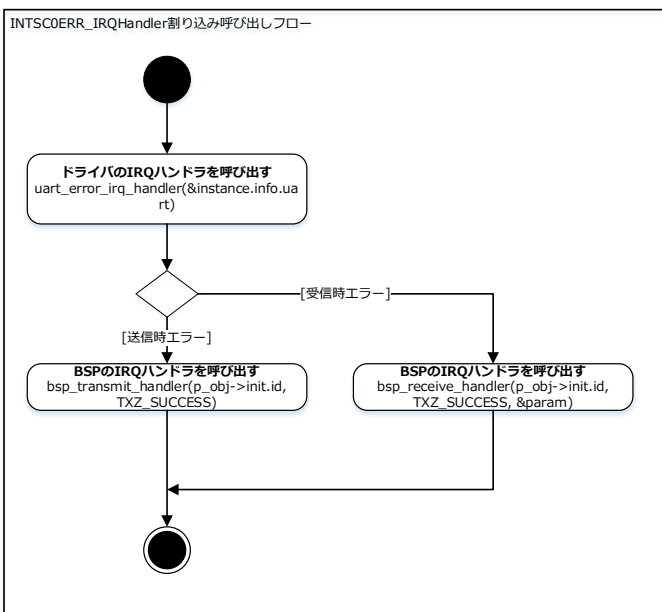 INTSC0ERR_IRQHandler割り込み呼び出しフロー
ドライバのIRQハンドラを呼び出す
uart_error_irq_handler(&instance.info.ua
rt)
[受信時エラー]
[送信時エラー]
BSPのIRQハンドラを呼び出す
bsp_transmit_handler(p_obj->init.id,
TXZ_SUCCESS)
BSPのIRQハンドラを呼び出す
bsp_receive_handler(p_obj->init.id,
TXZ_SUCCESS, &param)